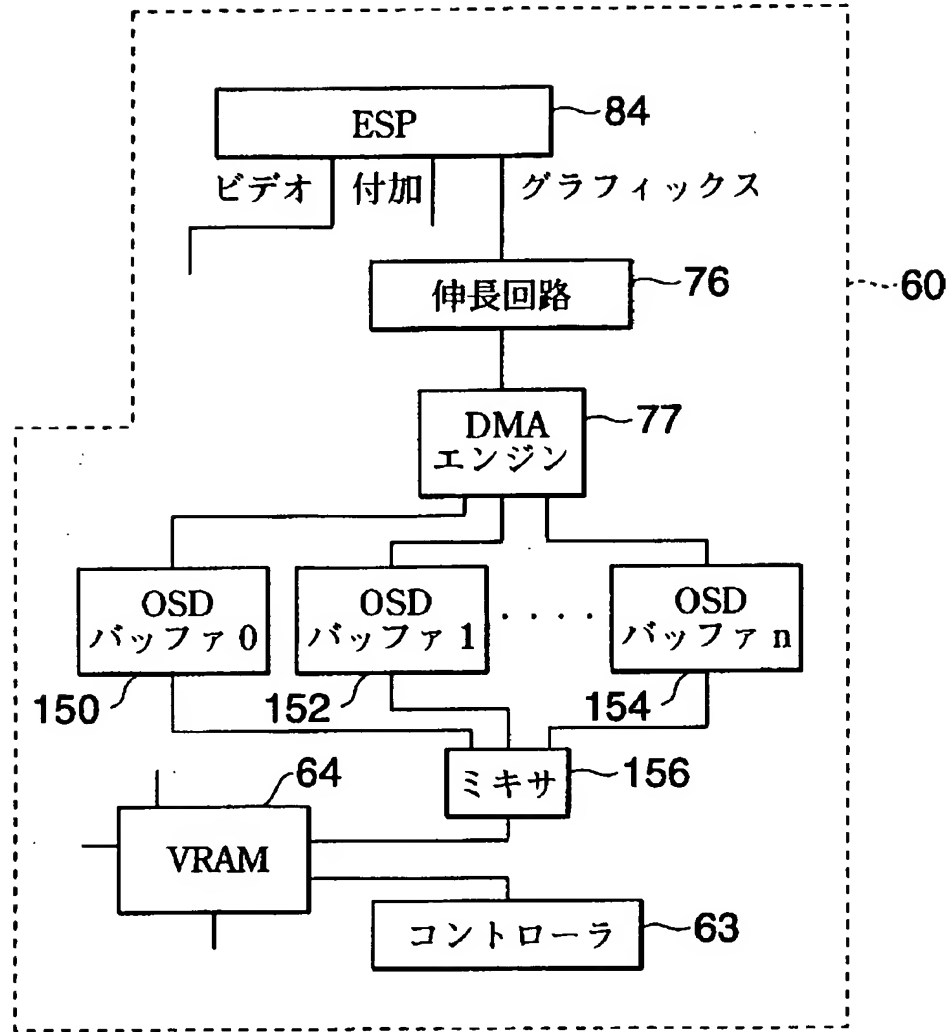 ESP
84
ビデオ 付加 グラフィックス
伸長回路
76
60
DMA
エンジン
77
OSD
バッファ 0
OSD
バッファ 1
. . . . .
OSD
バッファ n
150
152
154
ミキサ
156
64
VRAM
コントローラ
63